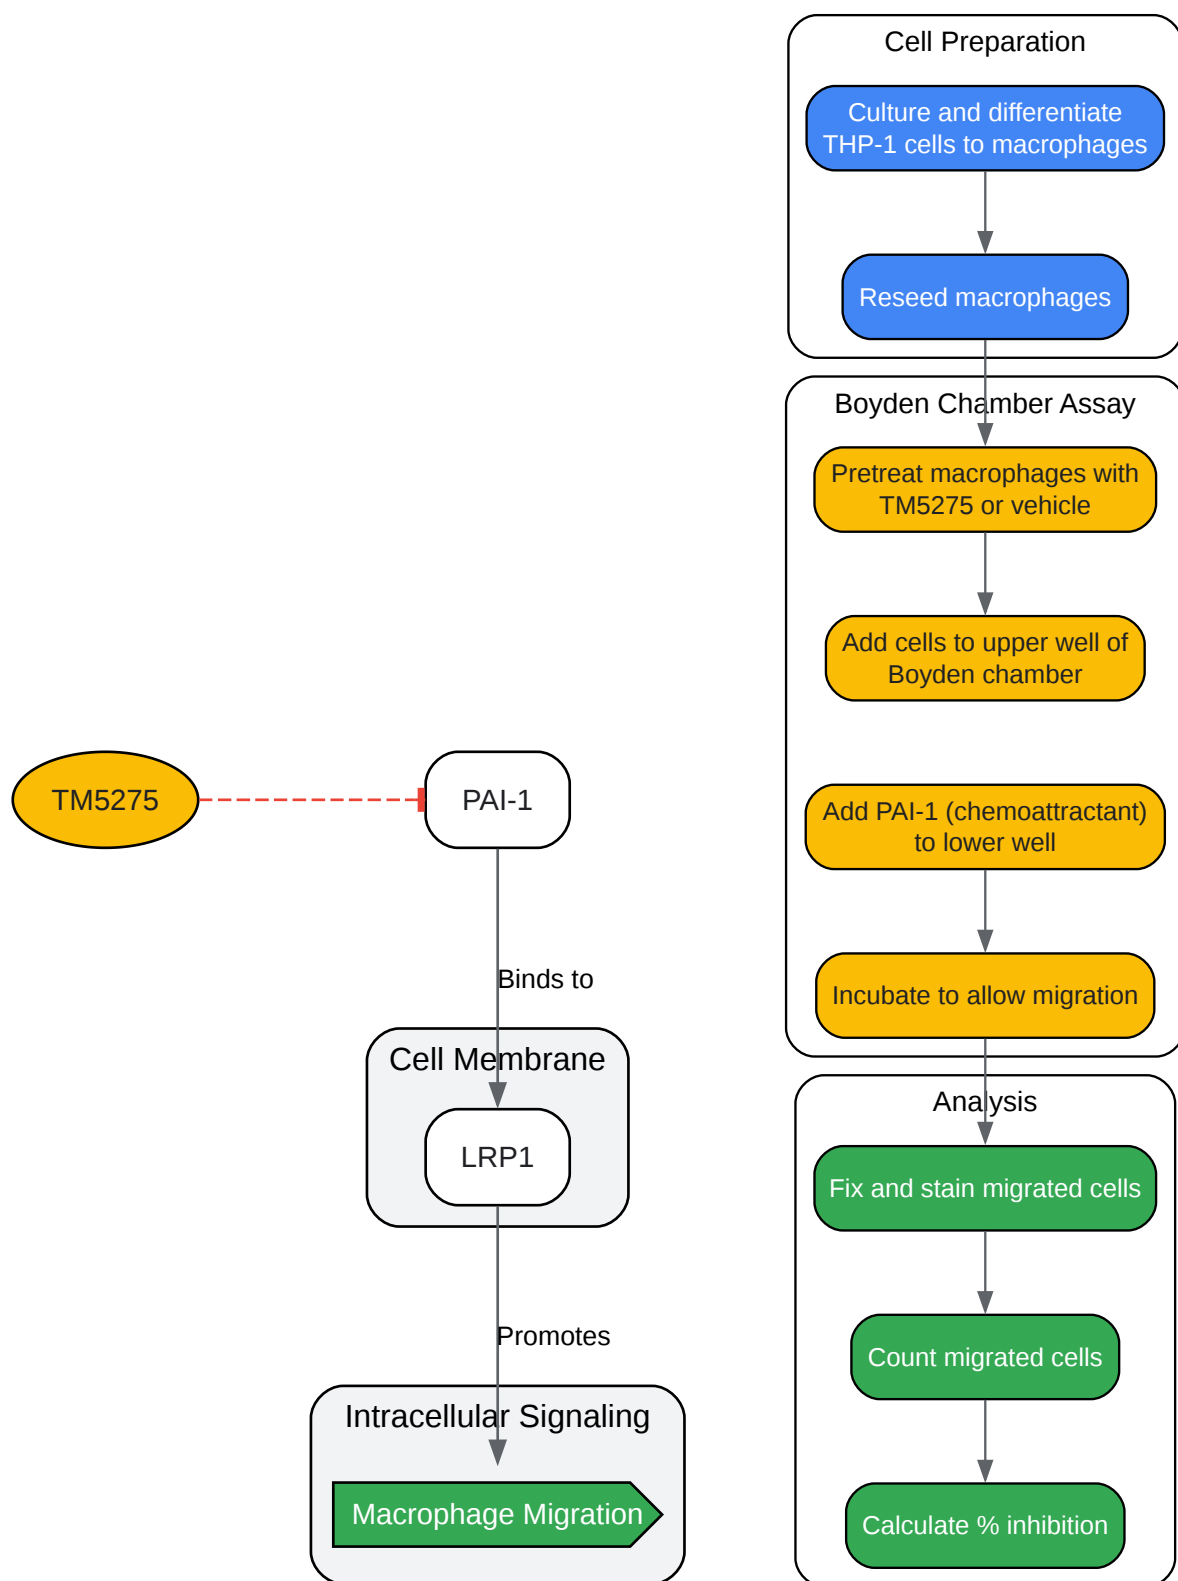 TM5275
PAI-1
Binds to
Cell Membrane
LRP1
Promotes
Intracellular Signaling
Macrophage Migration
Cell Preparation
Culture and differentiate
THP-1 cells to macrophages
Reseed macrophages
Boyden Chamber Assay
Pretreat macrophages with
TM5275 or vehicle
Add cells to upper well of
Boyden chamber
Add PAI-1 (chemoattractant)
to lower well
Incubate to allow migration
Analysis
Fix and stain migrated cells
Count migrated cells
Calculate % inhibition